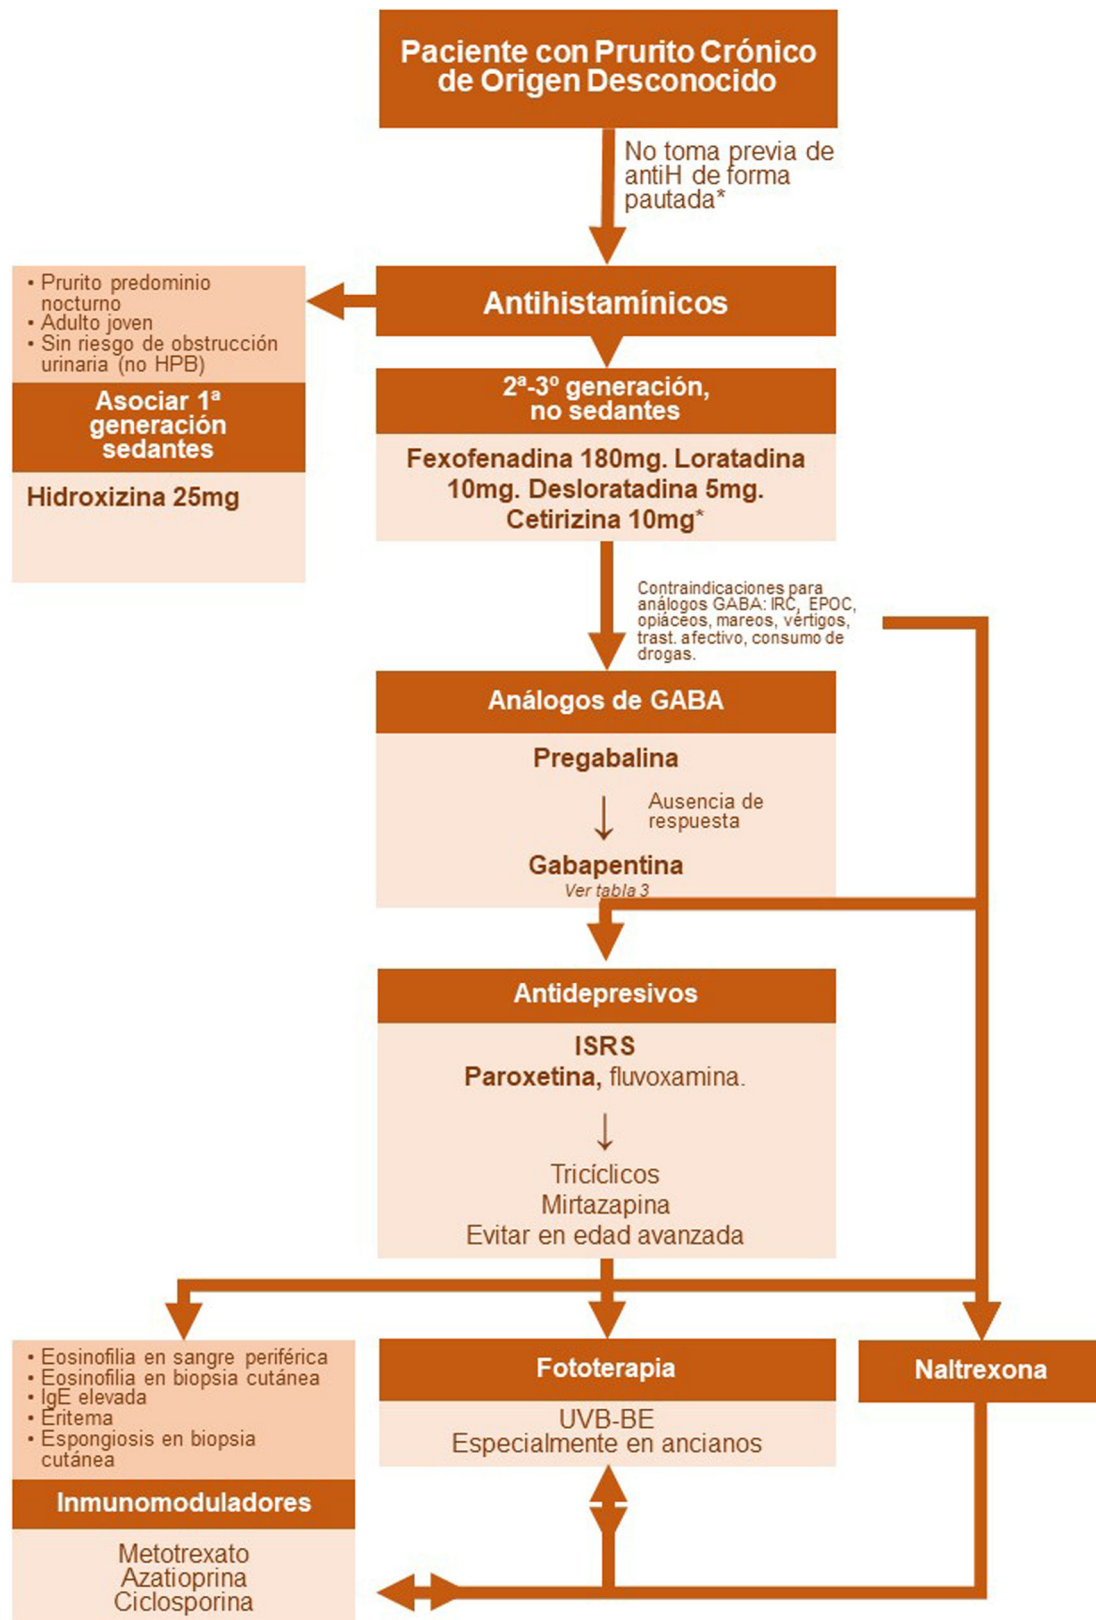 Paciente con Prurito Crónico
de Origen Desconocido
No toma previa de
antiH de forma
pautada*
• Prurito predominio
nocturno
• Adulto joven
• Sin riesgo de obstrucción
urinaria (no HPB)
Asociar 1ª
generación
sedantes
Hidroxizina 25mg
Antihistamínicos
2ª-3º generación,
no sedantes
Fexofenadina 180mg. Loratadina
10mg. Desloratadina 5mg.
Cetirizina 10mg*
Contraindicaciones para
análogos GABA: IRC, EPOC,
opiáceos, mareos, vértigos,
trast. afectivo, consumo de
drogas.
Análogos de GABA
Pregabalina
Ausencia de
respuesta
Gabapentina
Ver tabla 3
Antidepresivos
ISRS
Paroxetina, fluvoxamina.
Tricíclicos
Mirtazapina
Evitar en edad avanzada
• Eosinofilia en sangre periférica
• Eosinofilia en biopsia cutánea
• IgE elevada
• Eritema
• Espongiosis en biopsia
cutánea
Inmunomoduladores
Metotrexato
Azatioprina
Ciclosporina
Fototerapia
UVB-BE
Especialmente en ancianos
Naltrexona